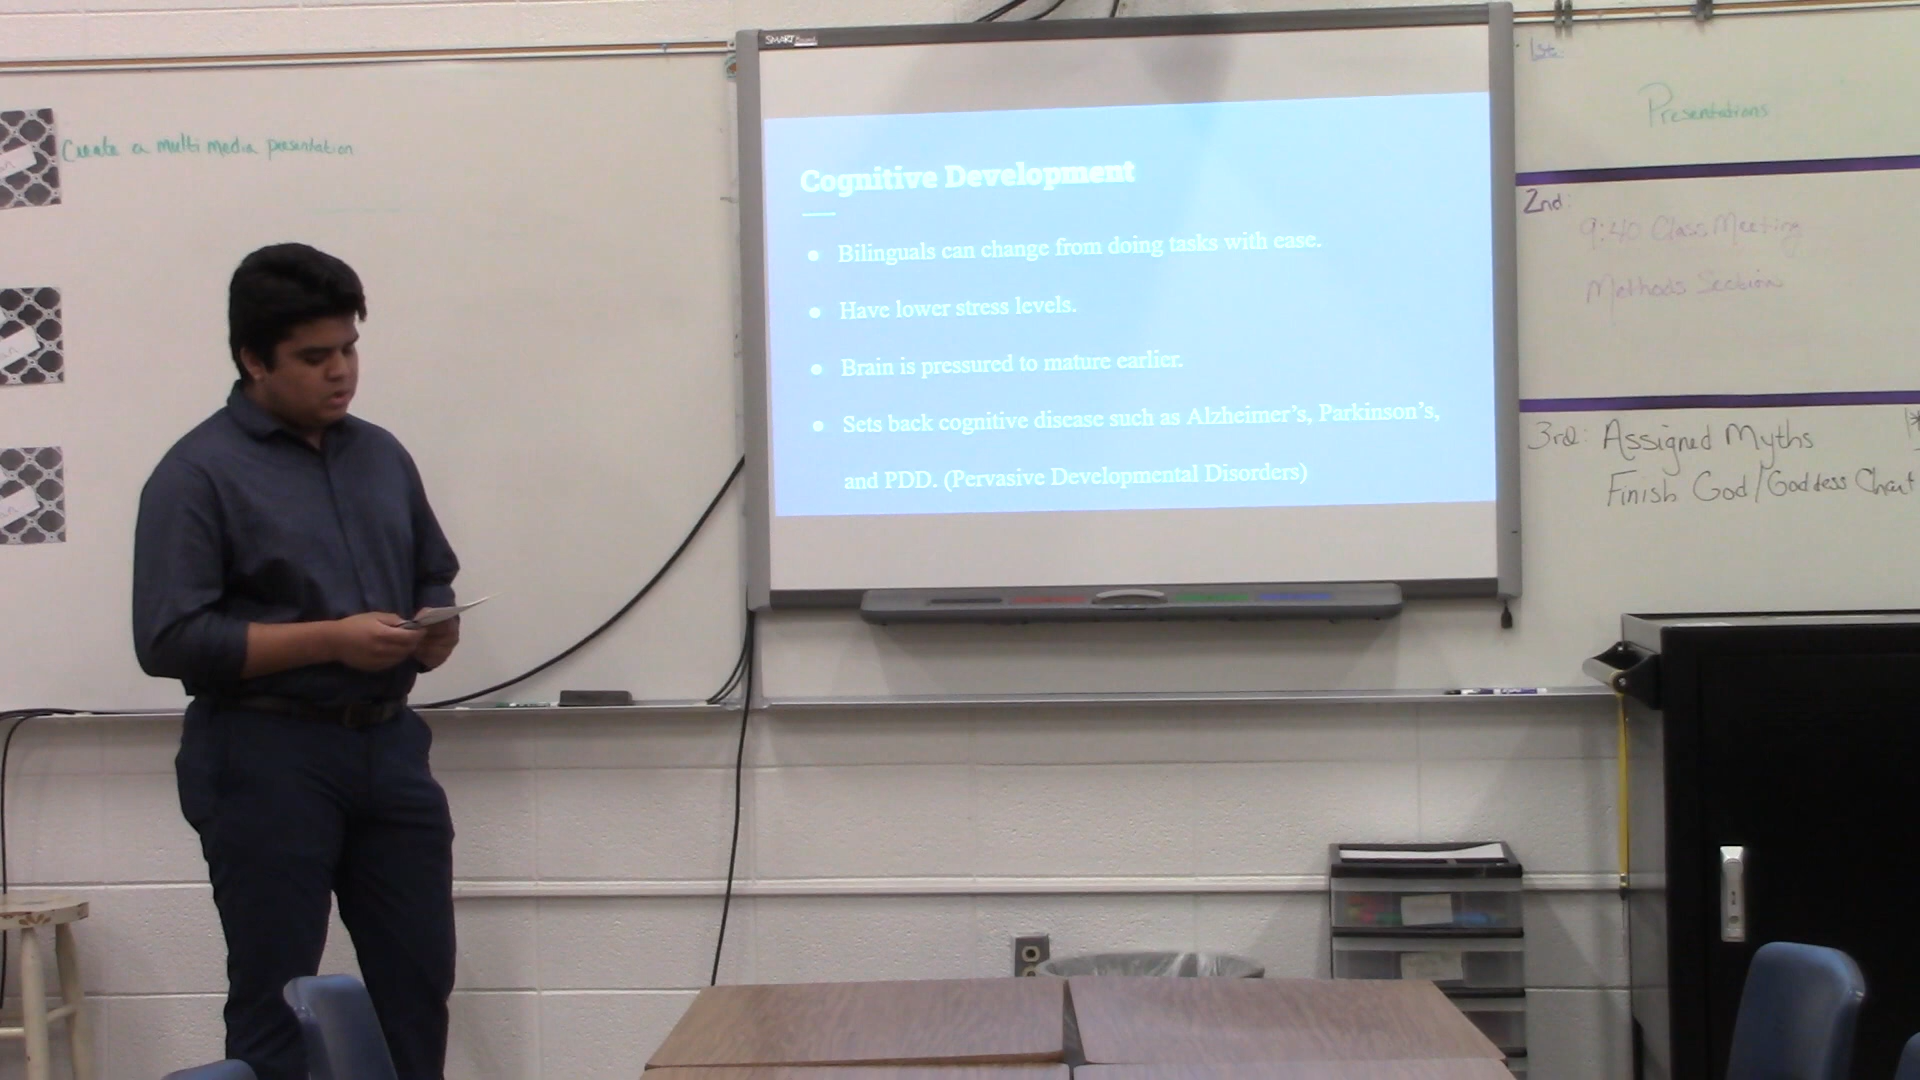 SMART Board
Create a multi media presentation
Cognitive Development
● Bilinguals can change from doing tasks with ease.
● Have lower stress levels.
● Brain is pressured to mature earlier.
● Sets back cognitive disease such as Alzheimer's, Parkinson's,
and PDD. (Pervasive Developmental Disorders)
1st:
Presentations
2nd:
9:40 Class Meeting
Methods Section
3rd: Assigned Myths
Finish God/Goddess Chart